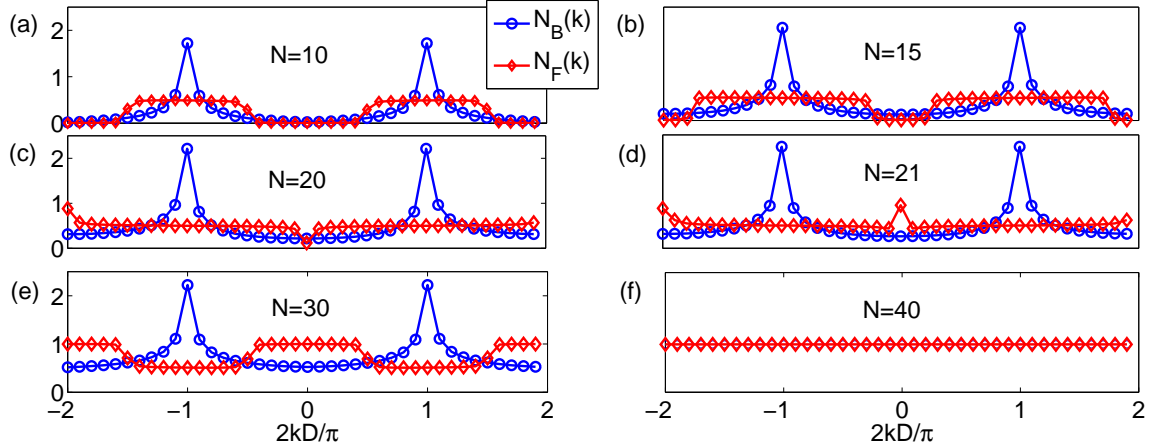 (a)
2
1
0
N=10
N_B(k)
N_F(k)
(b)
N=15
(c)
2
1
0
N=20
(d)
N=21
(e)
2
1
0
N=30
−2 −1 0 1 2
2kD/π
(f)
N=40
−2 −1 0 1 2
2kD/π